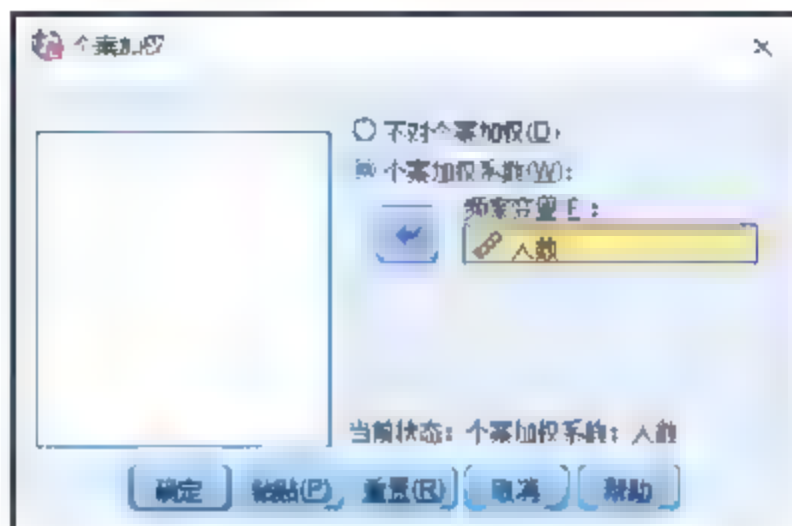 个案加权
不对个案加权(D)
个案加权系数(W):
频率变量 F :
人数
当前状态: 个案加权系数: 人数
确定 粘贴(P) 重置(R) 取消 帮助